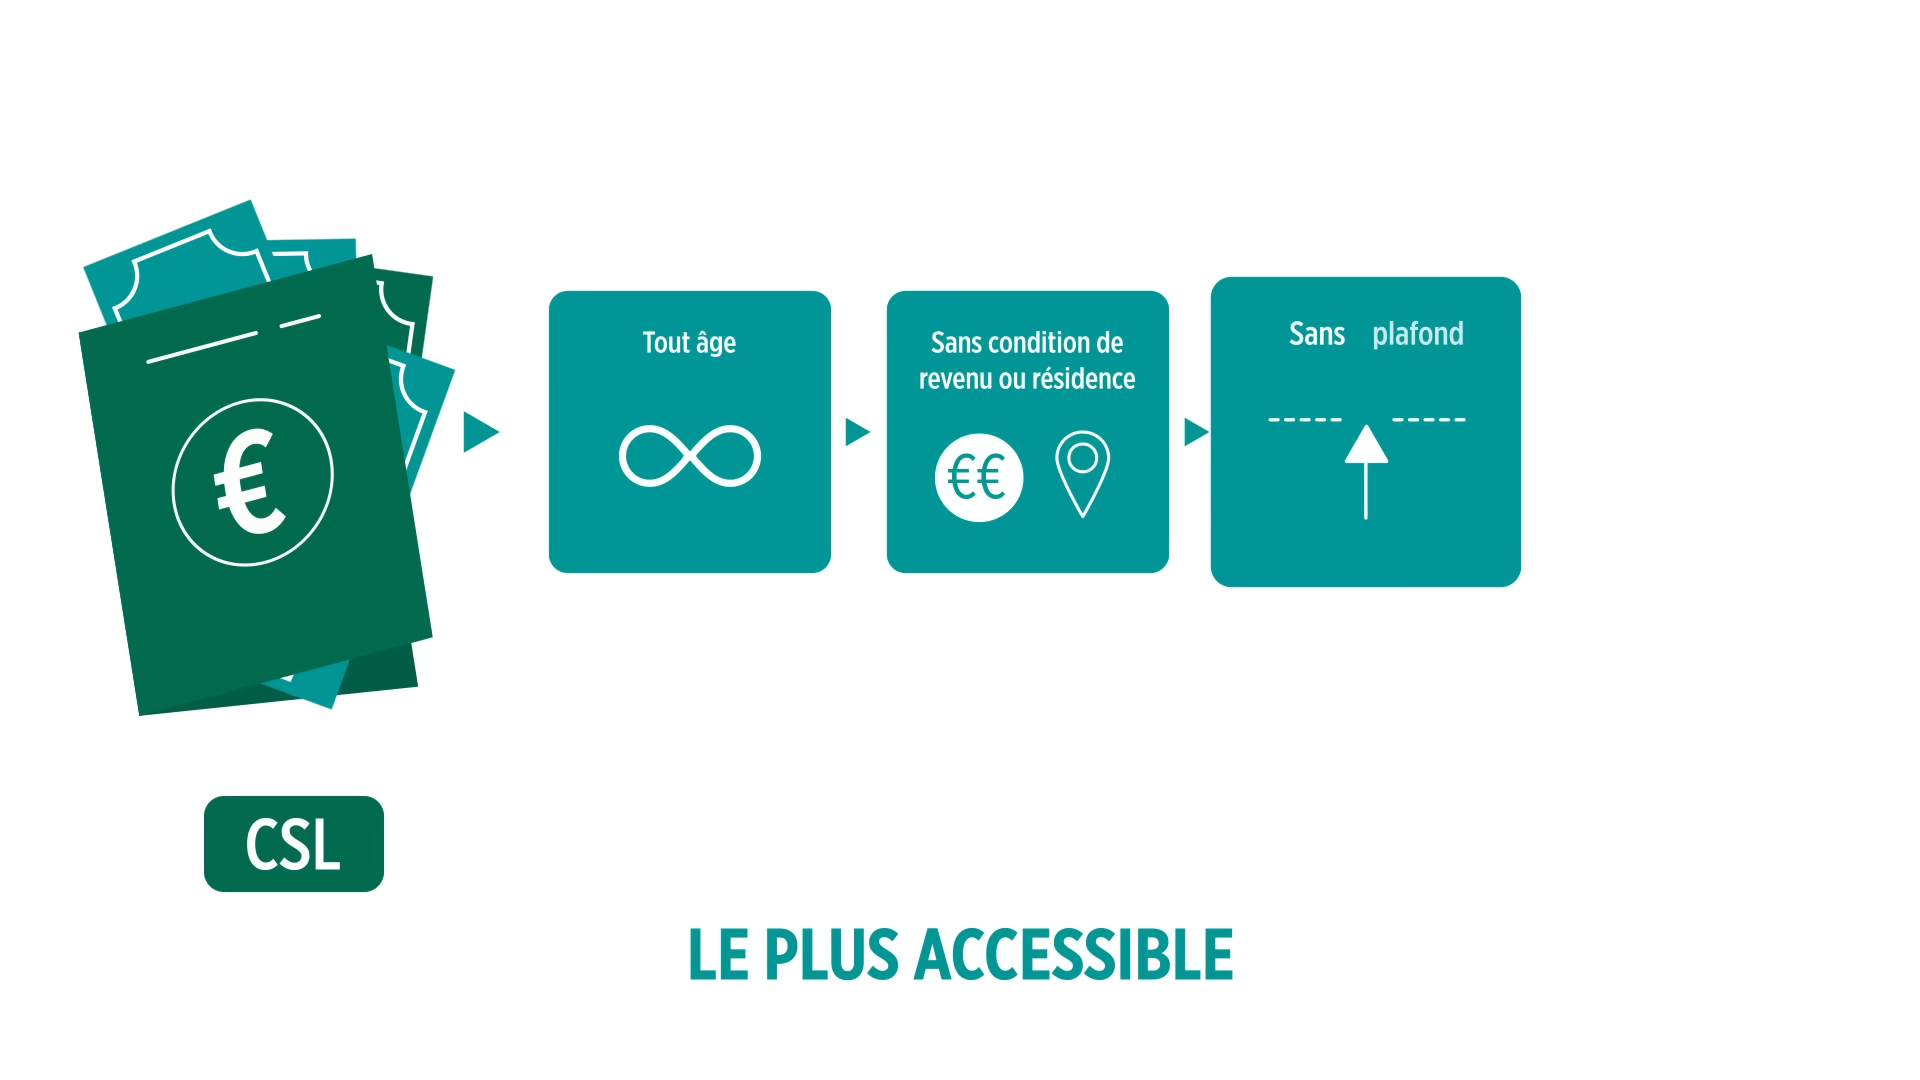 Tout âge
Sans condition de
revenu ou résidence
Sans plafond
€
€€
CSL
LE PLUS ACCESSIBLE